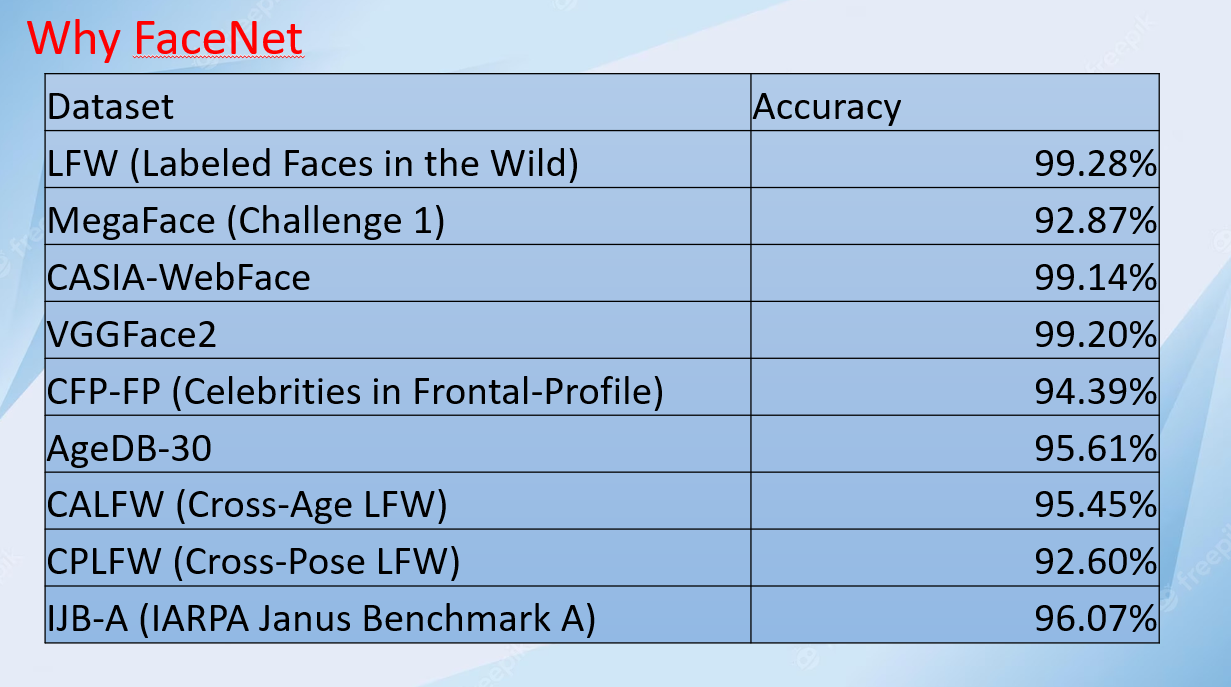 Why FaceNet
Dataset Accuracy
LFW (Labeled Faces in the Wild) 99.28%
MegaFace (Challenge 1) 92.87%
CASIA-WebFace 99.14%
VGGFace2 99.20%
CFP-FP (Celebrities in Frontal-Profile) 94.39%
AgeDB-30 95.61%
CALFW (Cross-Age LFW) 95.45%
CPLFW (Cross-Pose LFW) 92.60%
IJB-A (IARPA Janus Benchmark A) 96.07%